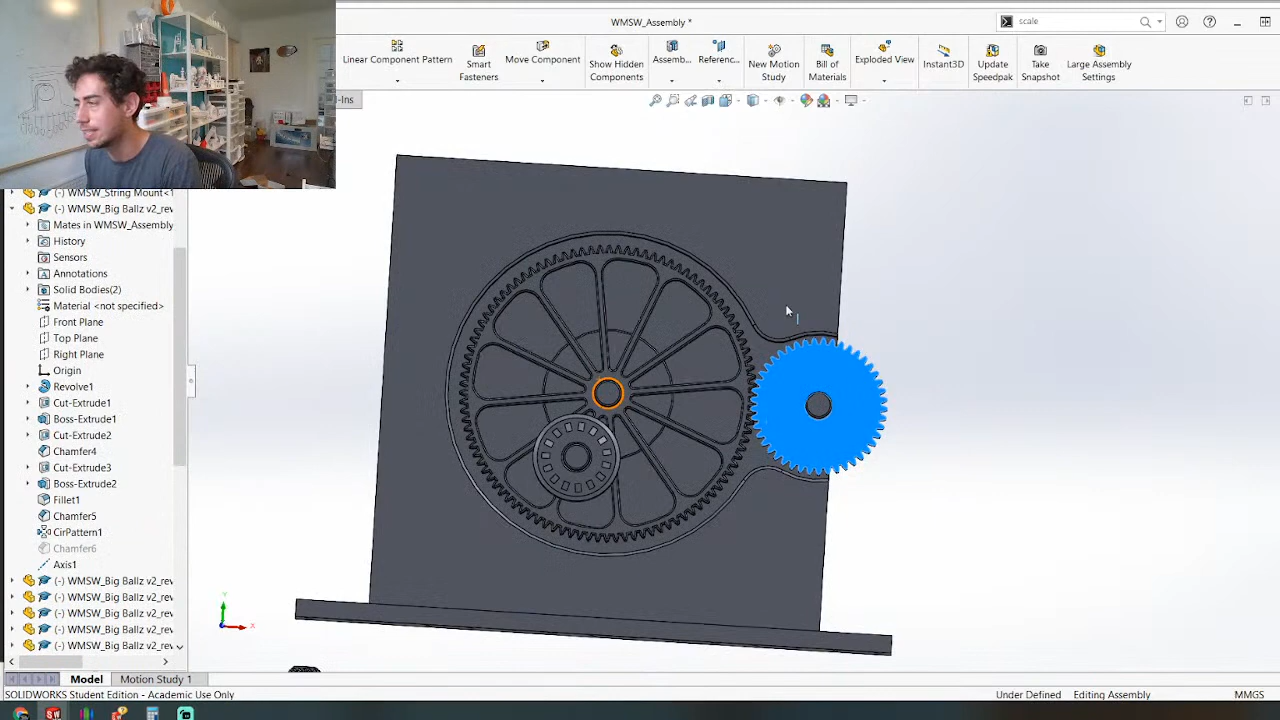 WMSW_Assembly *
scale
Linear Component Pattern
Smart Fasteners
Move Component
Show Hidden Components
Assemb...
Referenc...
New Motion Study
Bill of Materials
Exploded View
Instant3D
Update Speedpak
Take Snapshot
Large Assembly Settings
-Ins
(-) WMSW_String Mount<1
(-) WMSW_Big Ballz v2_rev
Mates in WMSW_Assembly
History
Sensors
Annotations
Solid Bodies(2)
Material <not specified>
Front Plane
Top Plane
Right Plane
Origin
Revolve1
Cut-Extrude1
Boss-Extrude1
Cut-Extrude2
Chamfer4
Cut-Extrude3
Boss-Extrude2
Fillet1
Chamfer5
CirPattern1
Chamfer6
Axis1
(-) WMSW_Big Ballz v2_rev
(-) WMSW_Big Ballz v2_rev
(-) WMSW_Big Ballz v2_rev
(-) WMSW_Big Ballz v2_rev
(-) WMSW_Big Ballz v2_rev
Y
X
Model
Motion Study 1
SOLIDWORKS Student Edition - Academic Use Only
Under Defined
Editing Assembly
MMGS